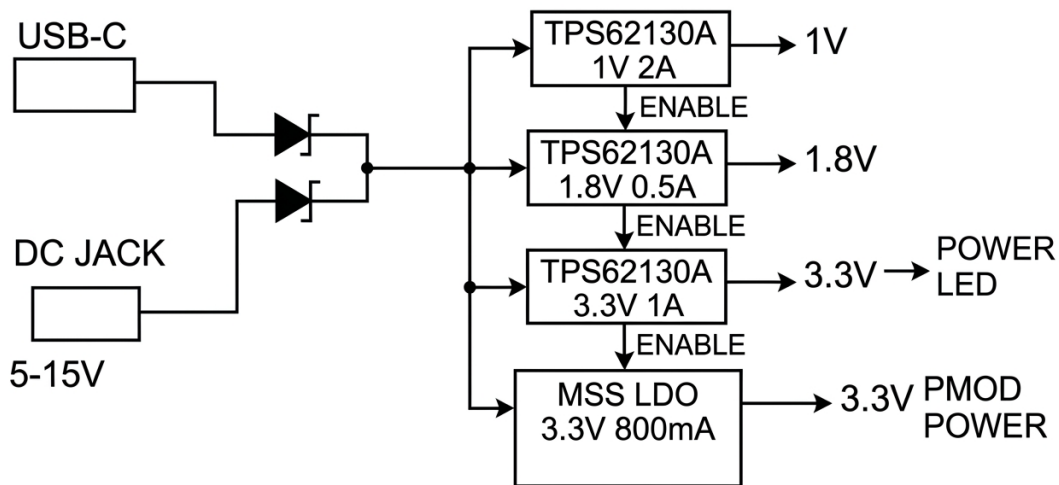 USB-C
DC JACK
5-15V
TPS62130A
1V 2A
1V
ENABLE
TPS62130A
1.8V 0.5A
1.8V
ENABLE
TPS62130A
3.3V 1A
3.3V
POWER
LED
ENABLE
MSS LDO
3.3V 800mA
3.3V PMOD
POWER